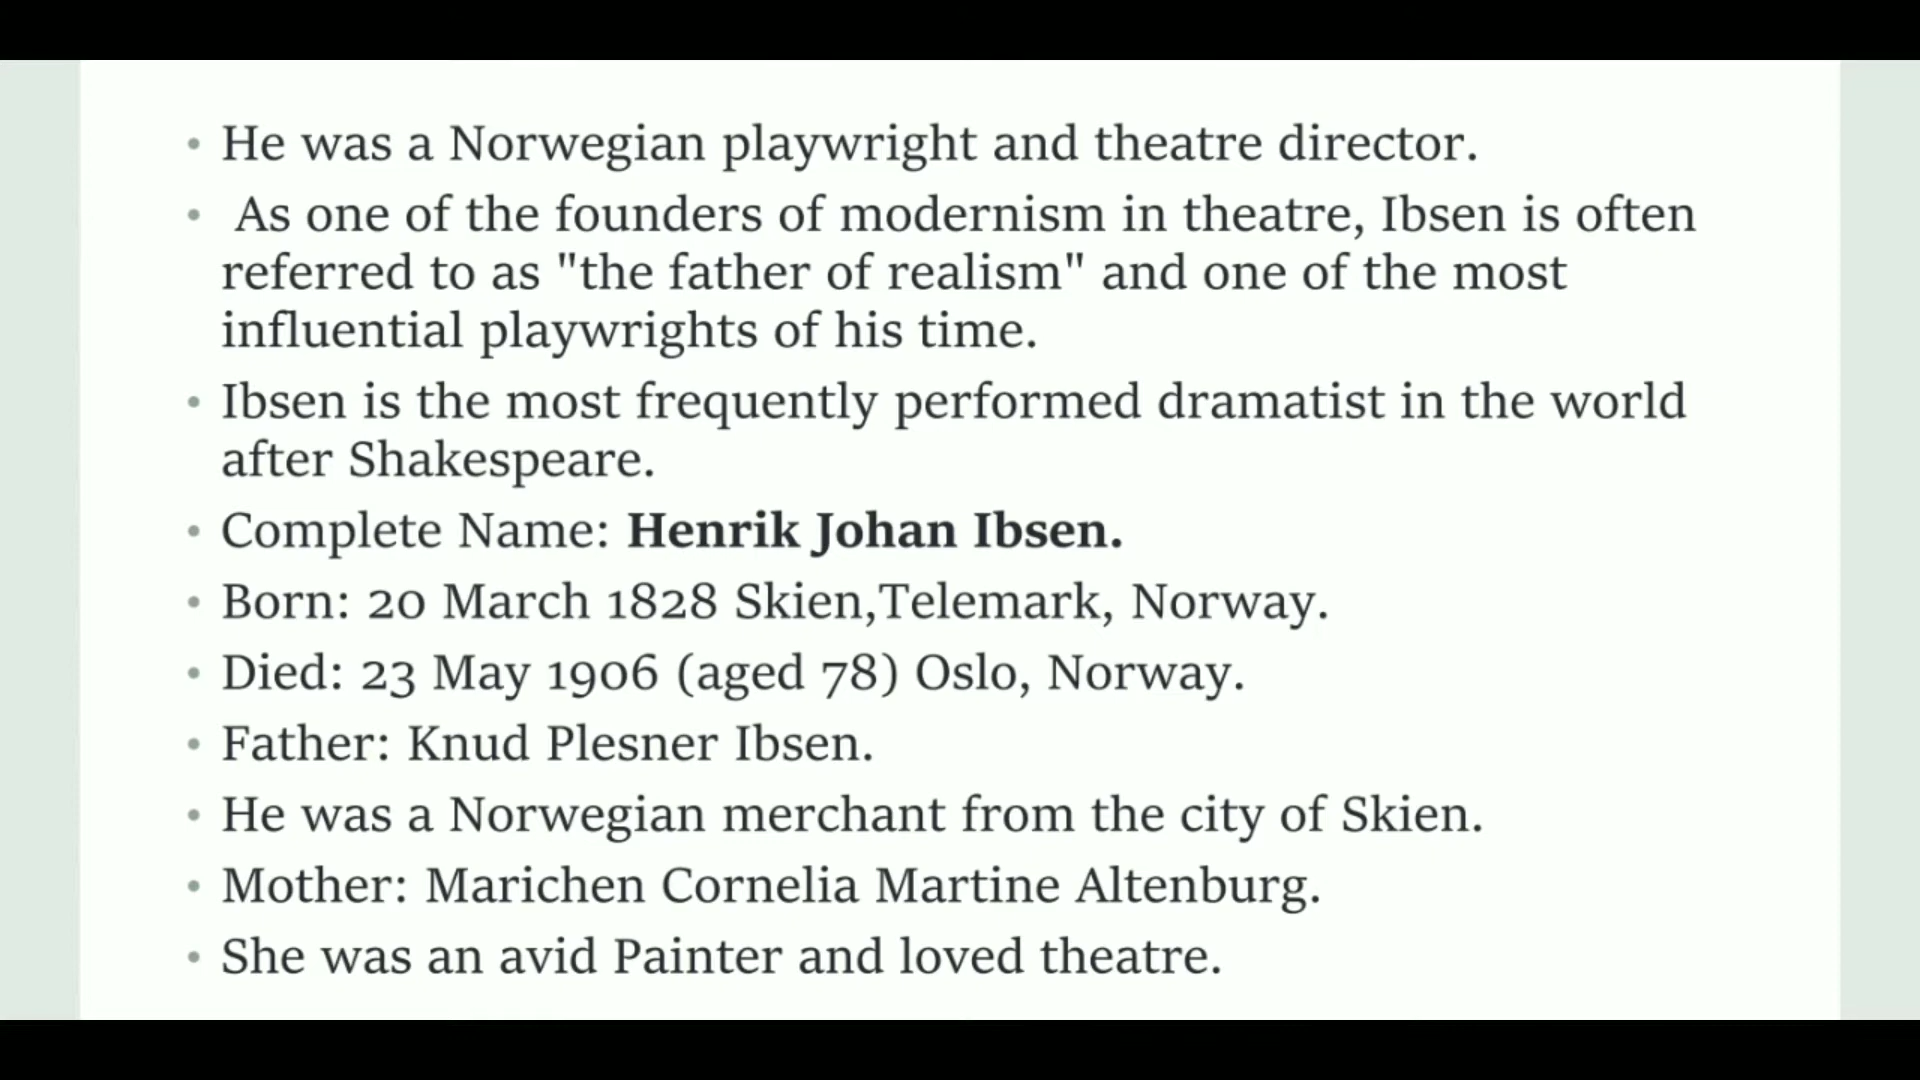 • He was a Norwegian playwright and theatre director.
• As one of the founders of modernism in theatre, Ibsen is often
referred to as "the father of realism" and one of the most
influential playwrights of his time.
• Ibsen is the most frequently performed dramatist in the world
after Shakespeare.
• Complete Name: Henrik Johan Ibsen.
• Born: 20 March 1828 Skien,Telemark, Norway.
• Died: 23 May 1906 (aged 78) Oslo, Norway.
• Father: Knud Plesner Ibsen.
• He was a Norwegian merchant from the city of Skien.
• Mother: Marichen Cornelia Martine Altenburg.
• She was an avid Painter and loved theatre.